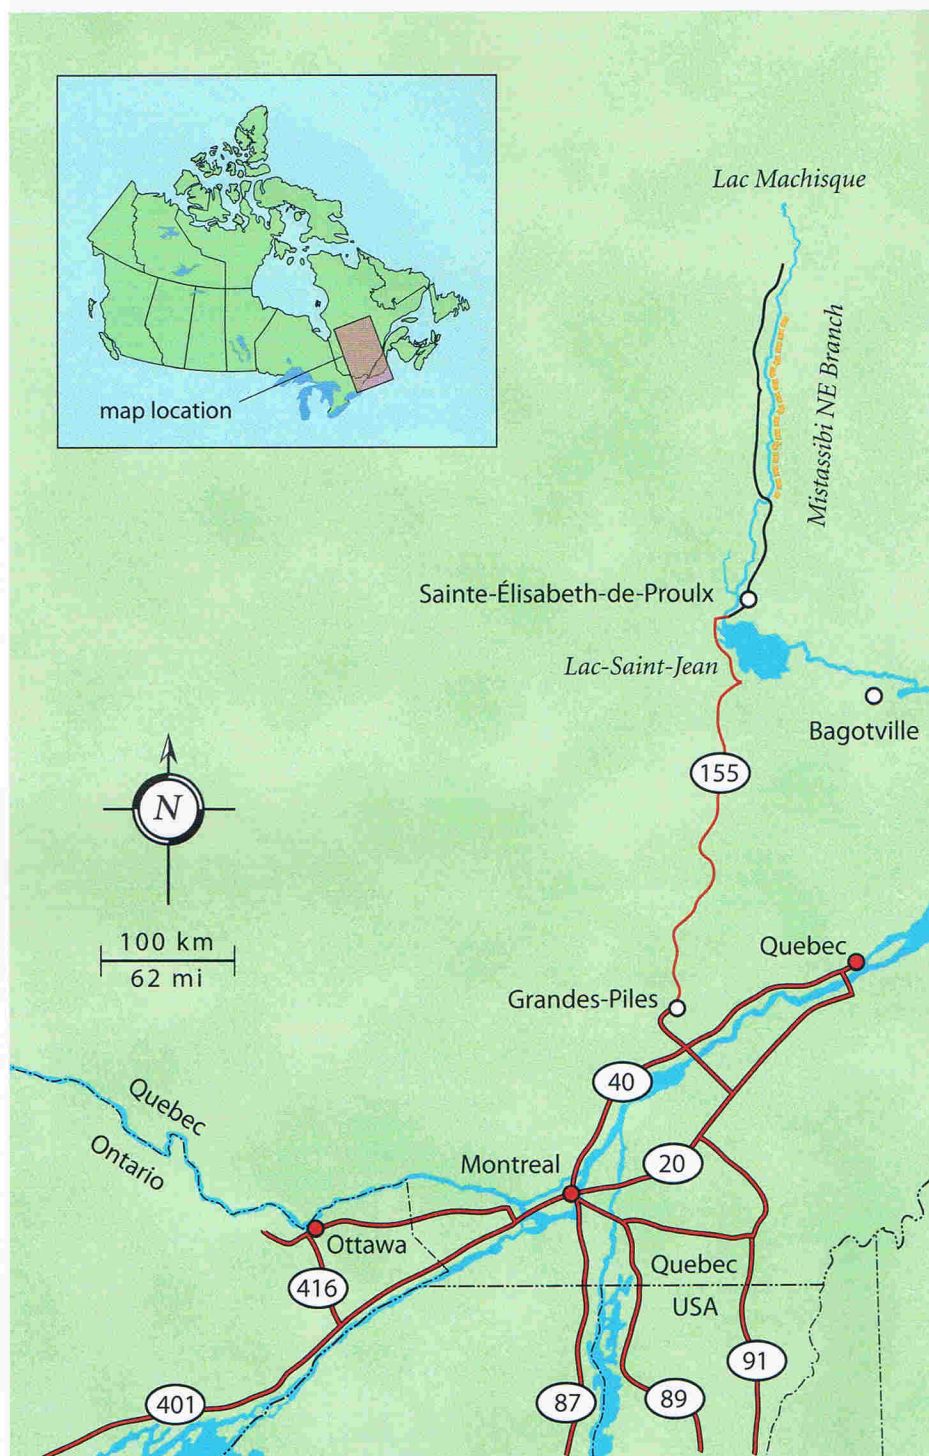 map location
Lac Machisque
Mistassibi NE Branch
Sainte-Élisabeth-de-Proulx
Lac-Saint-Jean
Bagotville
155
N
100 km
62 mi
Quebec
Grandes-Piles
40
Quebec
Ontario
Montreal
20
Ottawa
416
Quebec
USA
91
401
87
89